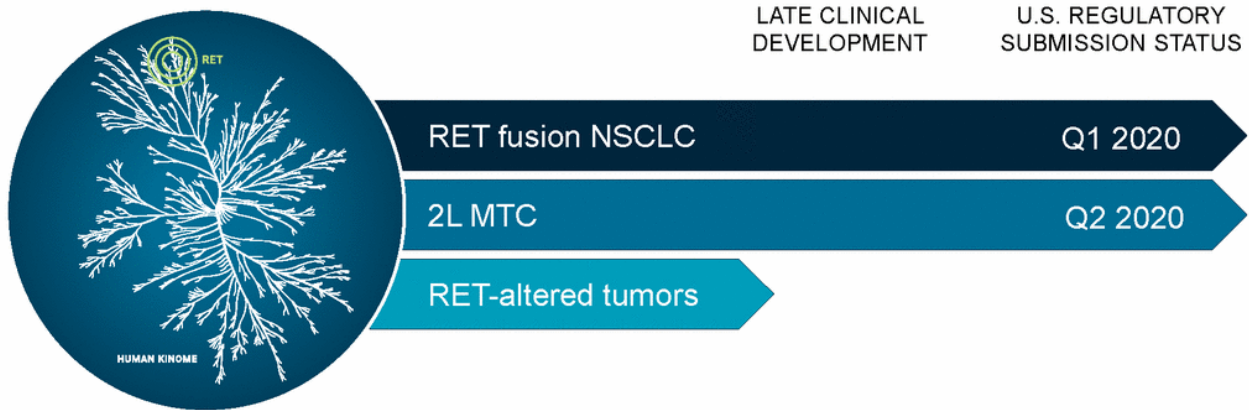 LATE CLINICAL
DEVELOPMENT
U.S. REGULATORY
SUBMISSION STATUS
RET
RET fusion NSCLC
Q1 2020
2L MTC
Q2 2020
RET-altered tumors
HUMAN KINOME